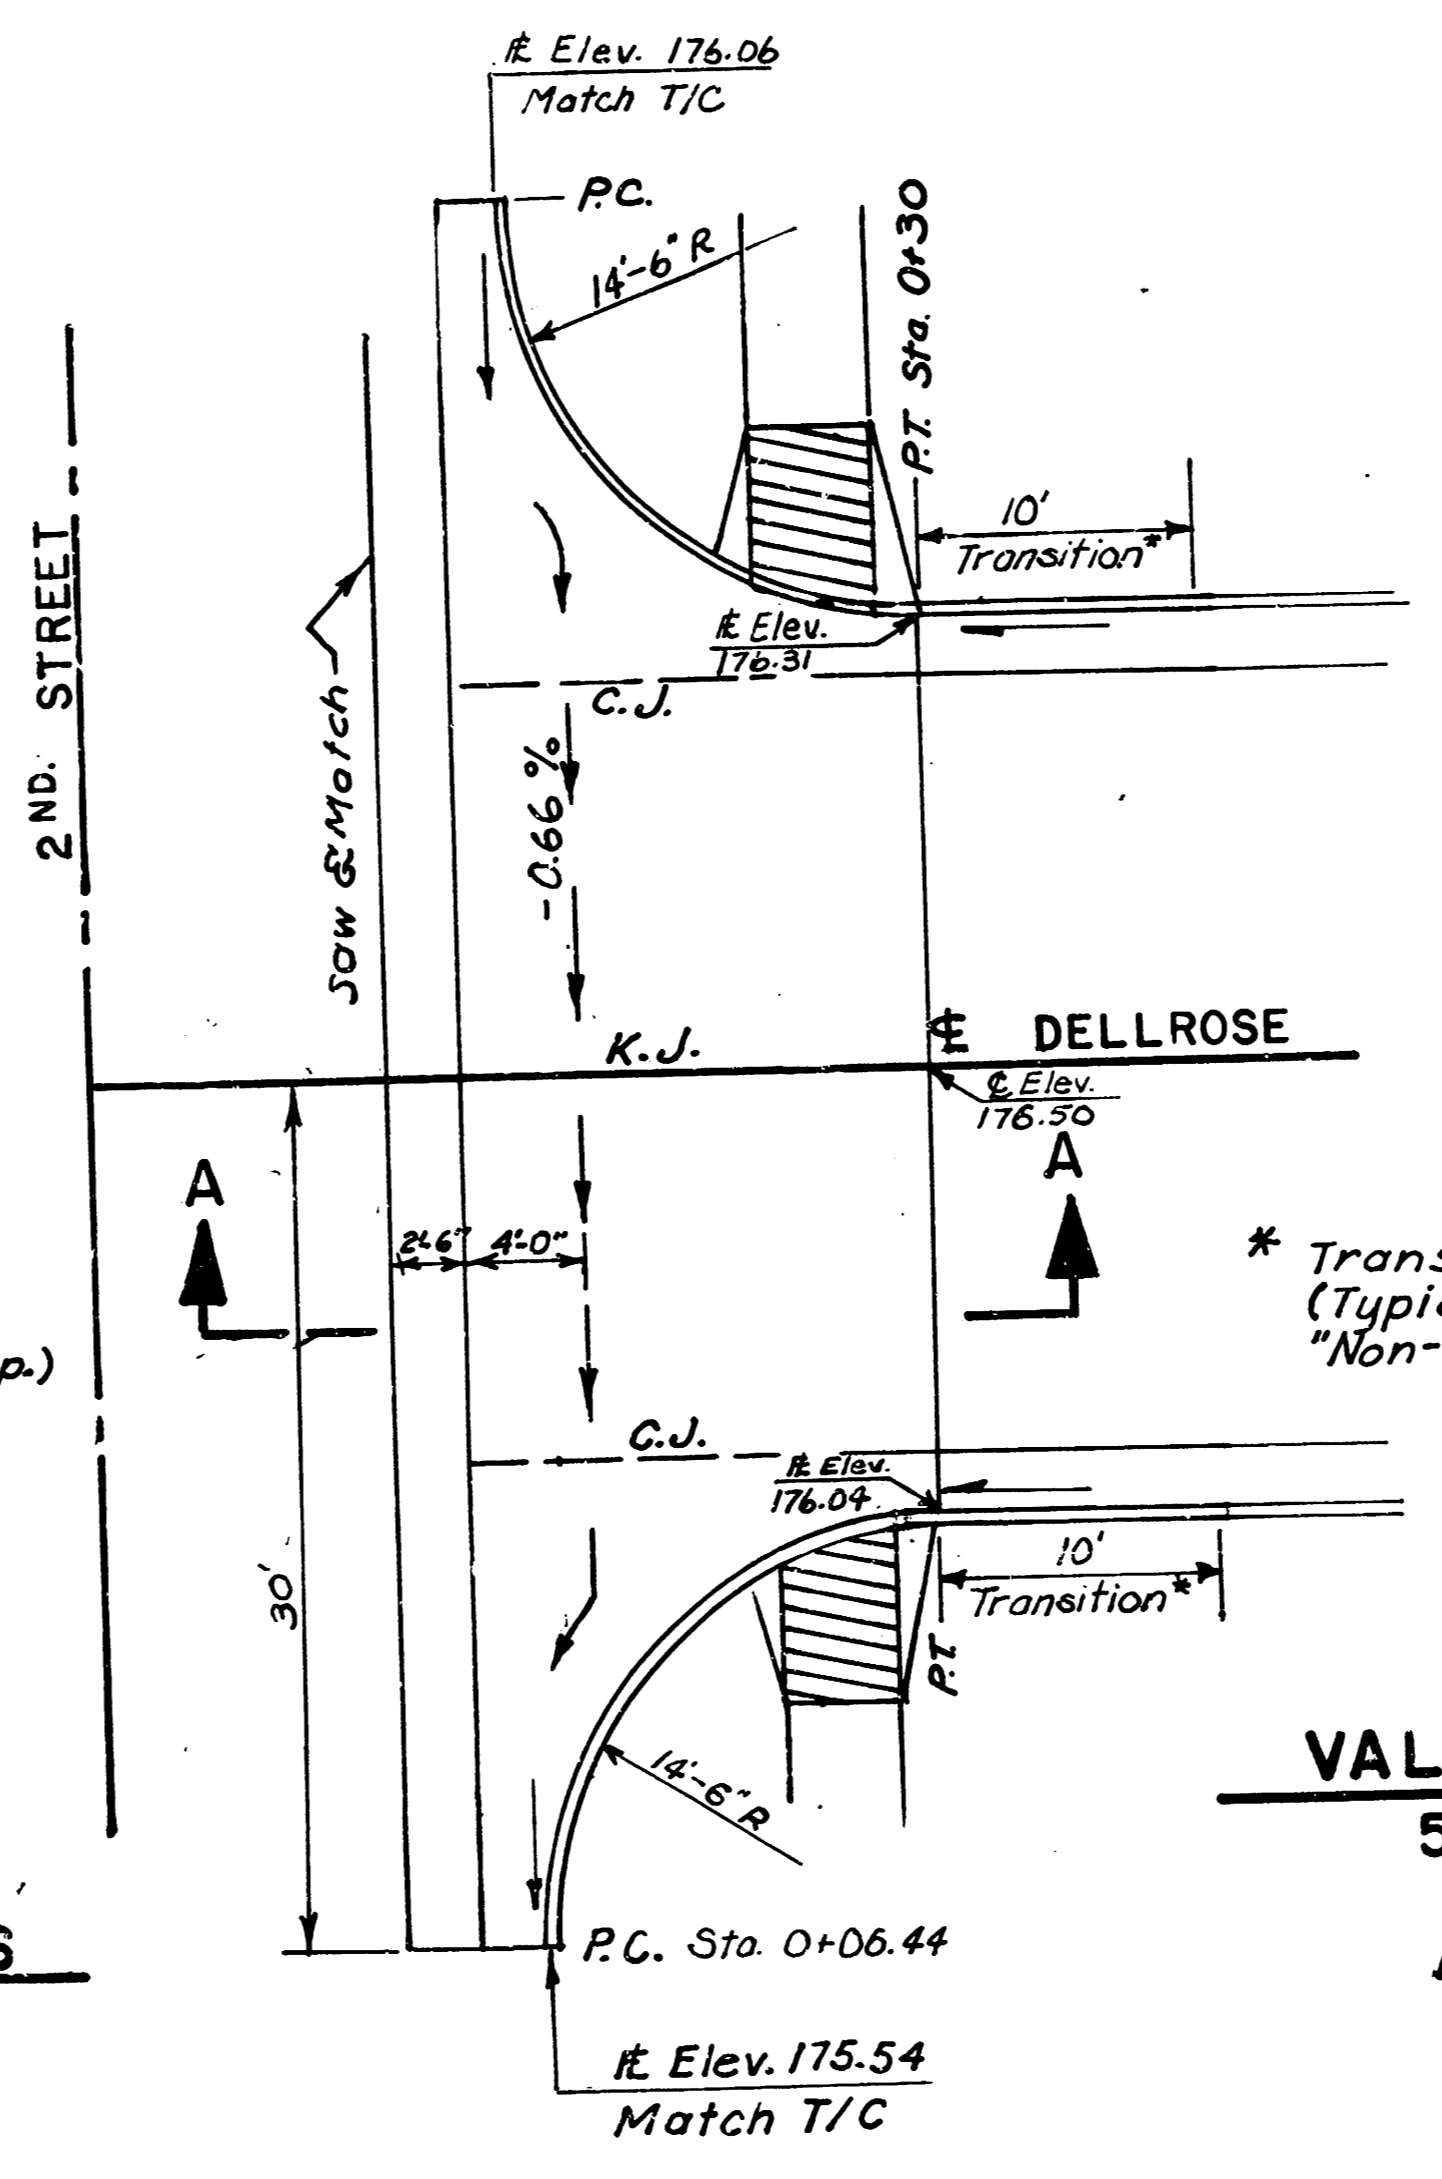 ℄ Elev. 176.06
Match T/C
P.C.
14'-6" R
P.T. Sta. 0+30
10'
Transition*
2ND. STREET
Saw & Match
Elev.
176.31
C.J.
-0.66 %
K.J.
℄ DELLROSE
℄ Elev.
176.50
A
A
2'-6"
4'-0"
* Trans
(Typic
"Non-
p.)
C.J.
Elev.
176.04
10'
Transition*
30'
P.T.
14'-6" R
VAL
5
S
P.C. Sta. 0+06.44
Elev. 175.54
Match T/C